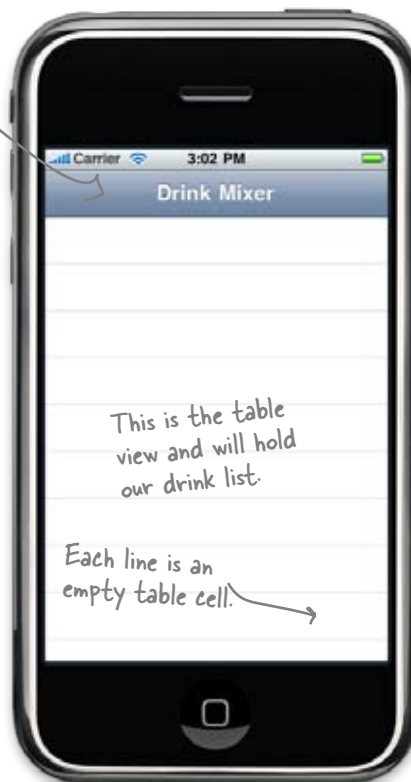 Carrier 3:02 PM
Drink Mixer
This is the table
view and will hold
our drink list.
Each line is an
empty table cell.